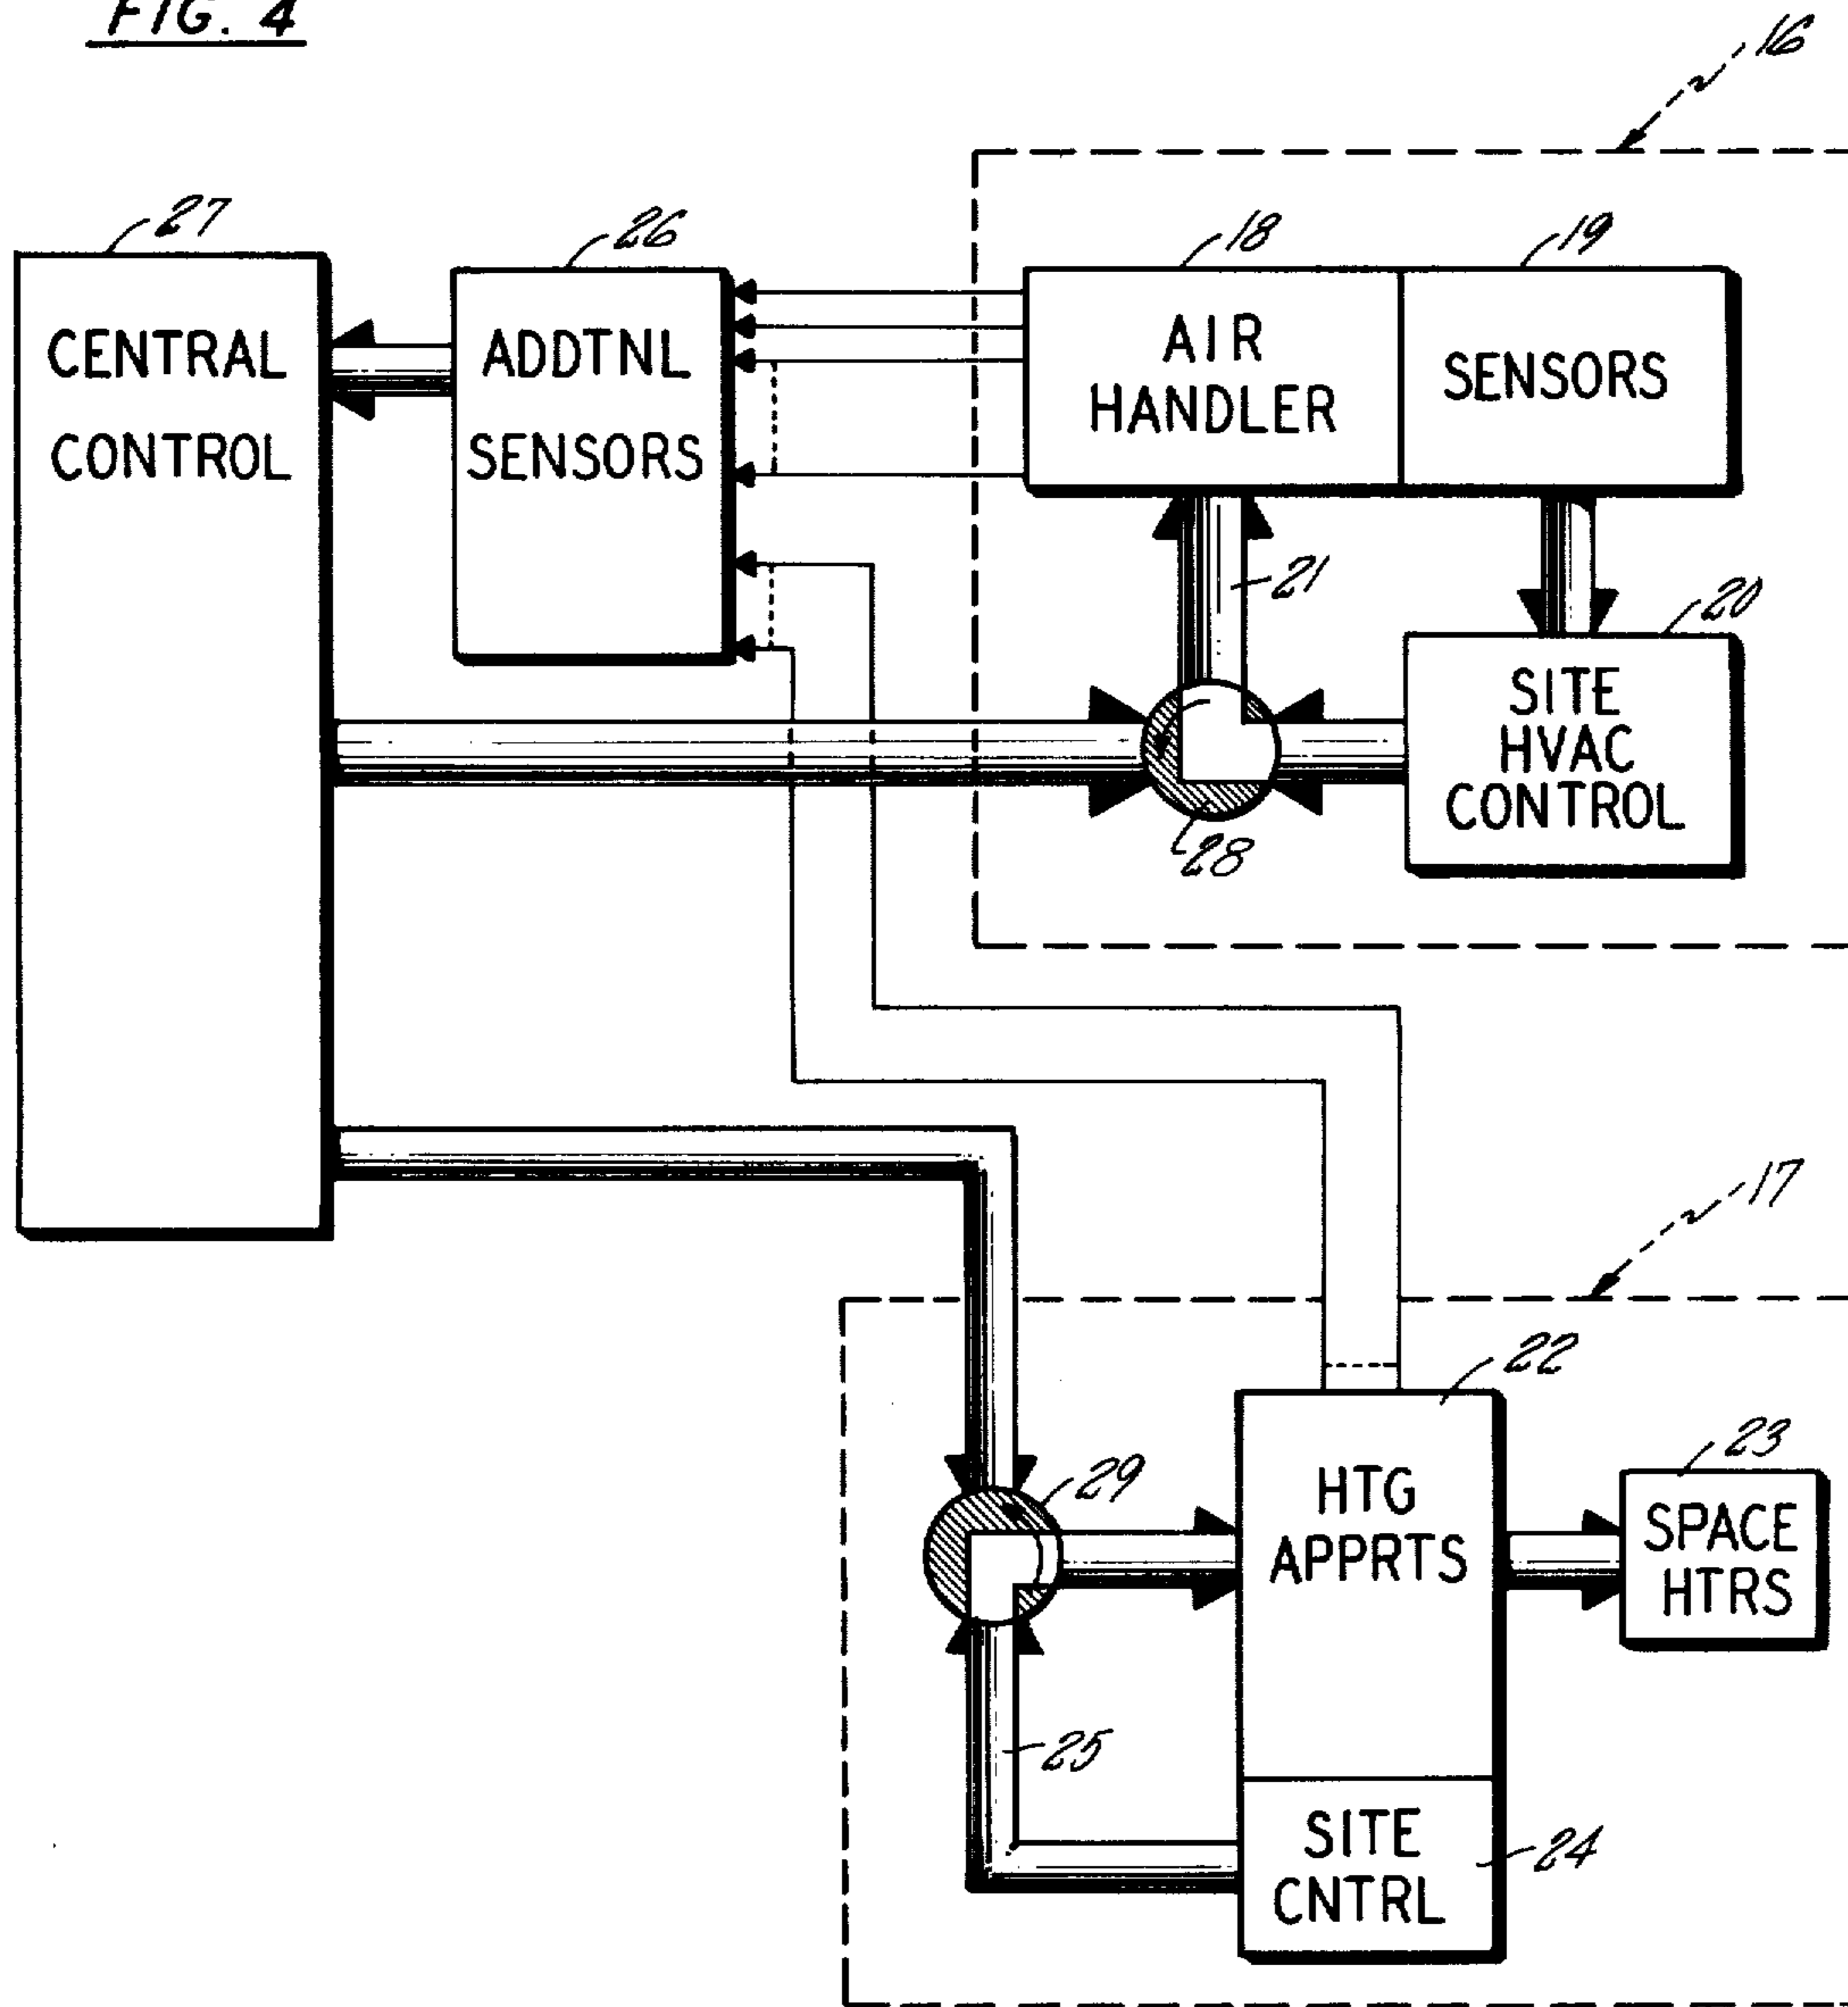 FIG. 4
16
27
26
18
19
CENTRAL
CONTROL
ADDTNL
SENSORS
AIR
HANDLER
SENSORS
21
20
SITE
HVAC
CONTROL
28
17
22
23
29
HTG
APPRTS
SPACE
HTRS
25
SITE
CNTRL
24